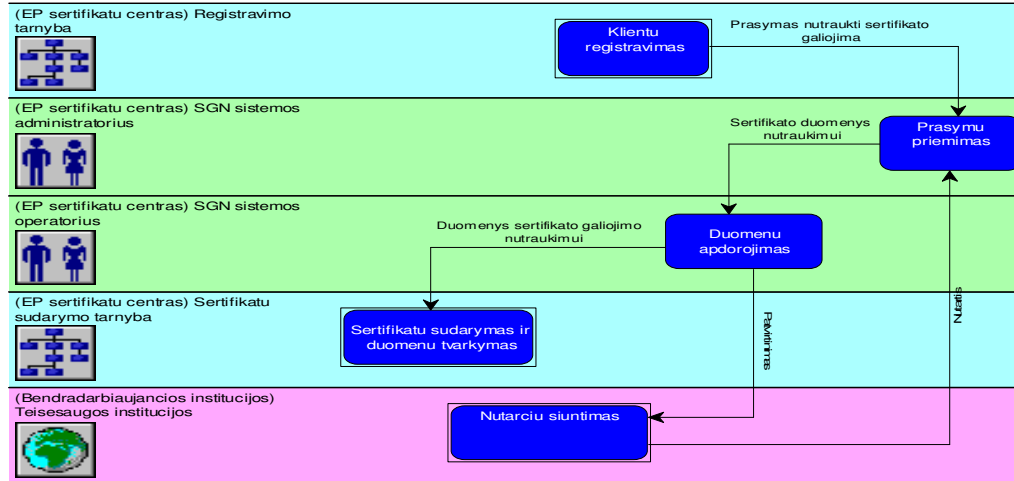 (EP sertifikatu centras) Registravimo
tarnyba
Klientu
registravimas
Prasymas nutraukti sertifikato
galiojima
(EP sertifikatu centras) SGN sistemos
administratorius
Sertifikato duomenys
nutraukimui
Prasymu
priemimas
(EP sertifikatu centras) SGN sistemos
operatorius
Duomenys sertifikato galiojimo
nutraukimui
Duomenu
apdorojimas
(EP sertifikatu centras) Sertifikatu
sudarymo tarnyba
Sertifikatu sudarymas ir
duomenu tvarkymas
Patvirtinimas
Nutartis
(Bendradarbiaujancios institucijos)
Teisesaugos institucijos
Nutarciu siuntimas